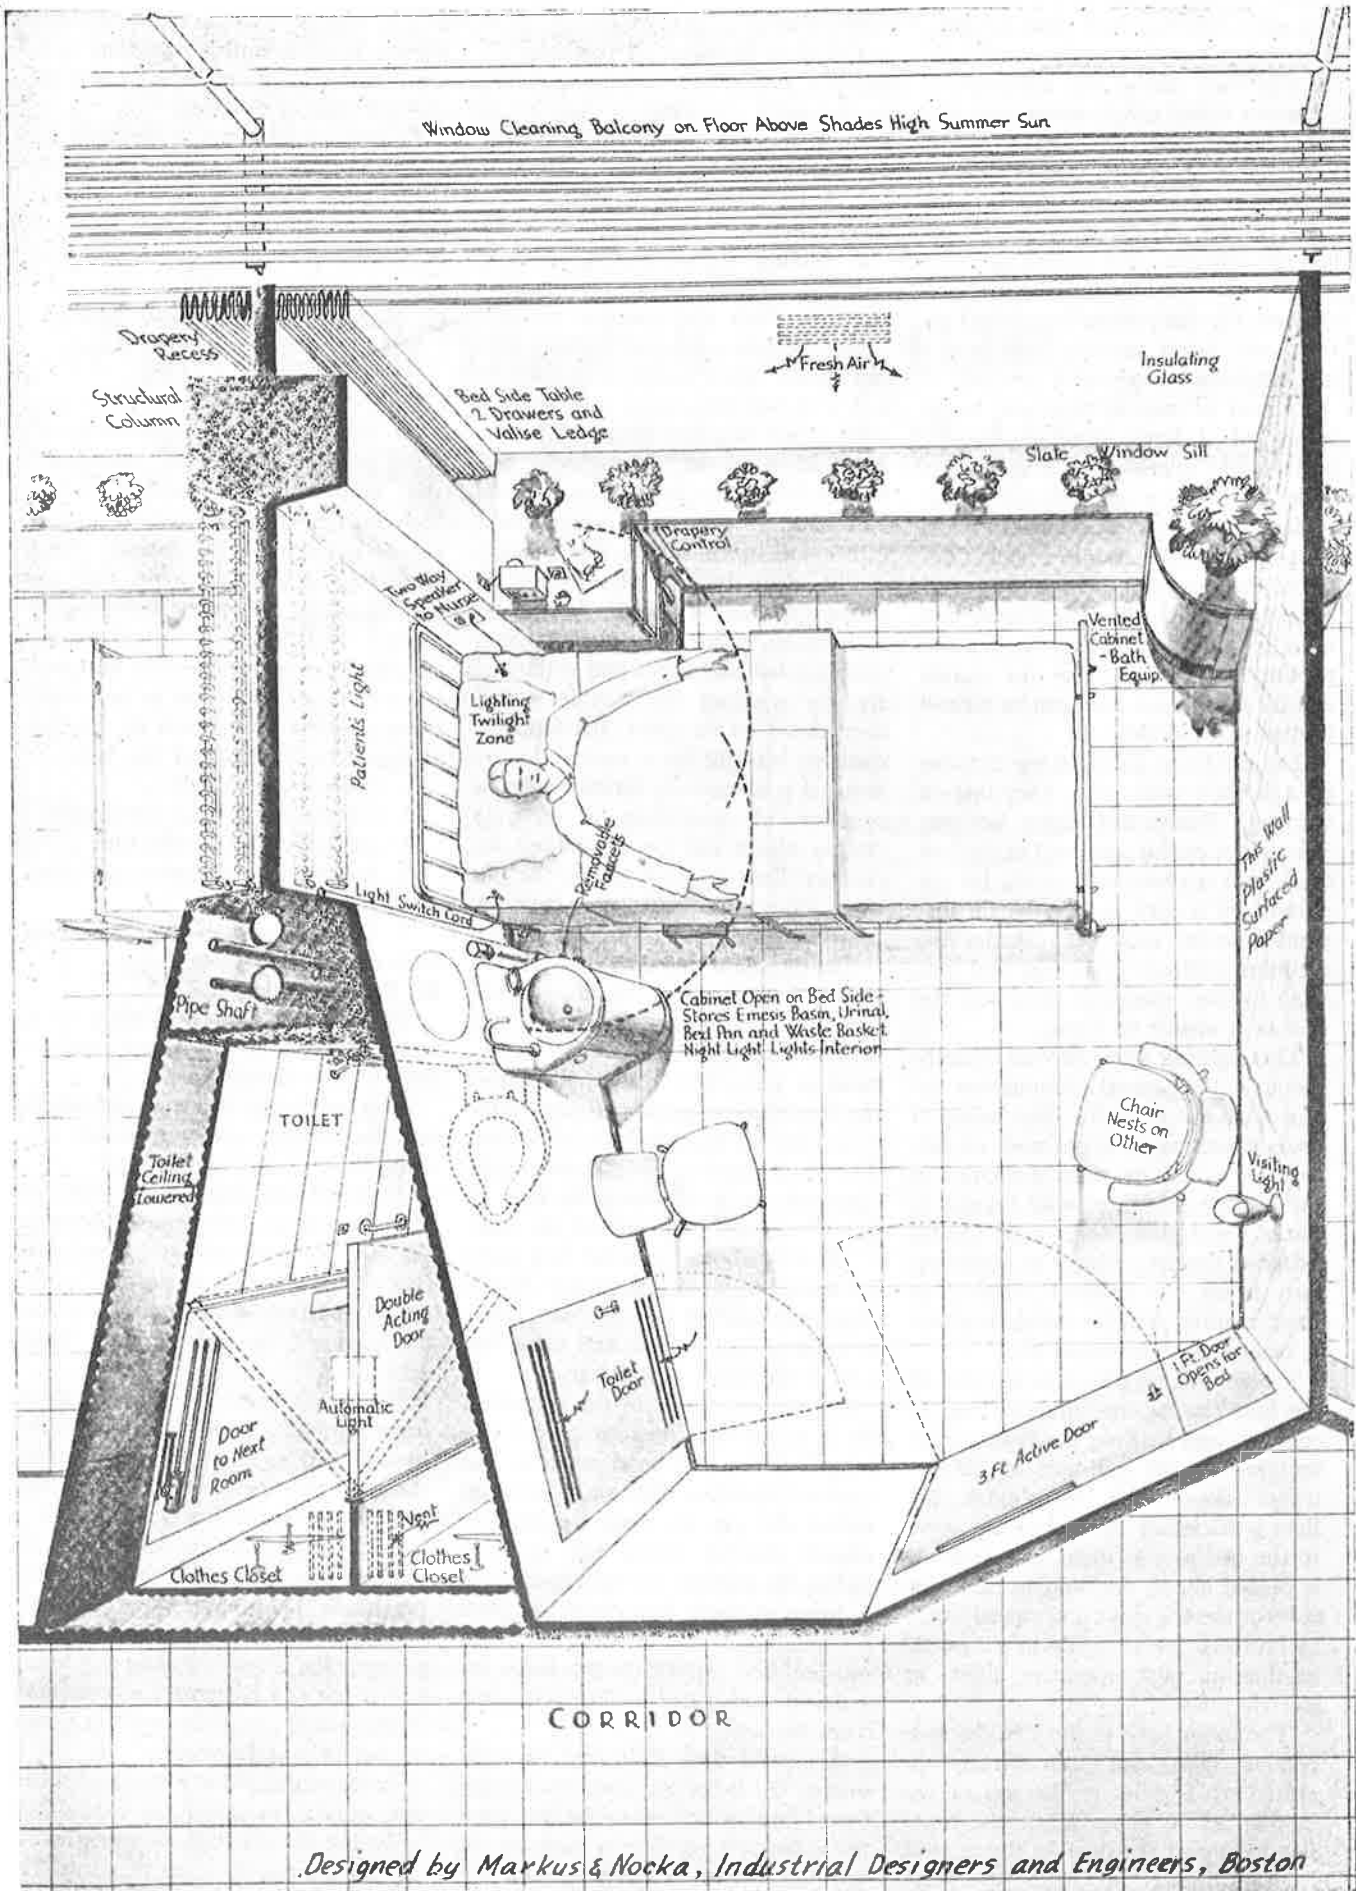 Window Cleaning Balcony on Floor Above Shades High Summer Sun
Drapery
Recess
Fresh Air
Insulating
Glass
Structural
Column
Bed Side Table
2 Drawers and
Valise Ledge
Slate Window Sill
Drapery
Control
Two Way
Speaker
to Nurse
Vented
Cabinet
- Bath
Equip.
Patients Light
Lighting
Twilight
Zone
Removable
Faucets
This Wall
Plastic
Surfaced
Paper
Light Switch Cord
Pipe Shaft
Cabinet Open on Bed Side -
Stores Emesis Basin, Urinal,
Bed Pan and Waste Basket
Night Light Lights Interior
TOILET
Chair
Nests on
Other
Toilet
Ceiling
Lowered
Visiting
Light
Double
Acting
Door
Toilet
Door
1 Ft. Door
Opens for
Bed
Automatic
Light
Door
to Next
Room
3 Ft. Active Door
Vent
Clothes Closet
Clothes
Closet
CORRIDOR
Designed by Markus & Nocka, Industrial Designers and Engineers, Boston